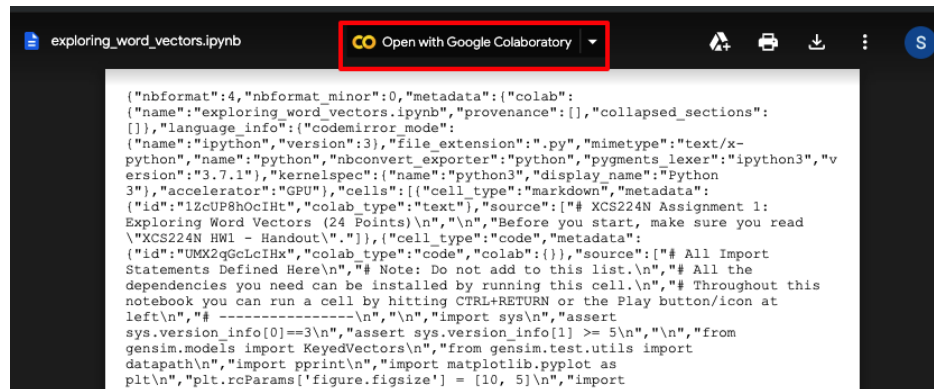 exploring_word_vectors.ipynb
CO Open with Google Colaboratory
S
{"nbformat":4,"nbformat_minor":0,"metadata":{"colab":
{"name":"exploring_word_vectors.ipynb","provenance":[],"collapsed_sections":
[]},"language_info":{"codemirror_mode":
{"name":"ipython","version":3},"file_extension":".py","mimetype":"text/x-
python","name":"python","nbconvert_exporter":"python","pygments_lexer":"ipython3","v
ersion":"3.7.1"},"kernelspec":{"name":"python3","display_name":"Python
3"},"accelerator":"GPU"},"cells":[{"cell_type":"markdown","metadata":
{"id":"1ZcUP8hOcIHt","colab_type":"text"},"source":["# XCS224N Assignment 1:
Exploring Word Vectors (24 Points)\n","\n","Before you start, make sure you read
\"XCS224N HW1 - Handout\"."]},{"cell_type":"code","metadata":
{"id":"UMX2qGcLcIHx","colab_type":"code","colab":{}},"source":["# All Import
Statements Defined Here\n","# Note: Do not add to this list.\n","# All the
dependencies you need can be installed by running this cell.\n","# Throughout this
notebook you can run a cell by hitting CTRL+RETURN or the Play button/icon at
left\n","# ----------------\n","\n","import sys\n","assert
sys.version_info[0]==3\n","assert sys.version_info[1] >= 5\n","\n","from
gensim.models import KeyedVectors\n","from gensim.test.utils import
datapath\n","import pprint\n","import matplotlib.pyplot as
plt\n","plt.rcParams['figure.figsize'] = [10, 5]\n","import